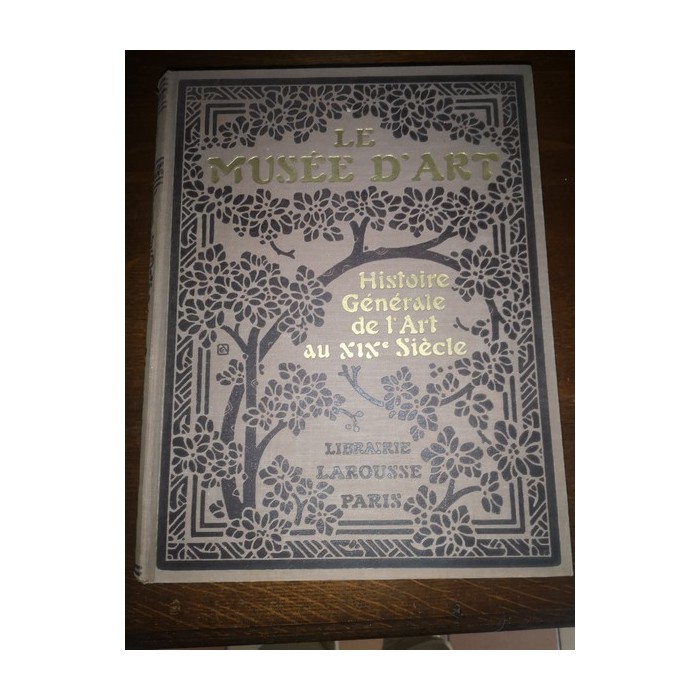 LE
MUSÉE D'ART
Histoire
Générale
de l'Art
au XIXe Siècle
LIBRAIRIE
LAROUSSE
PARIS